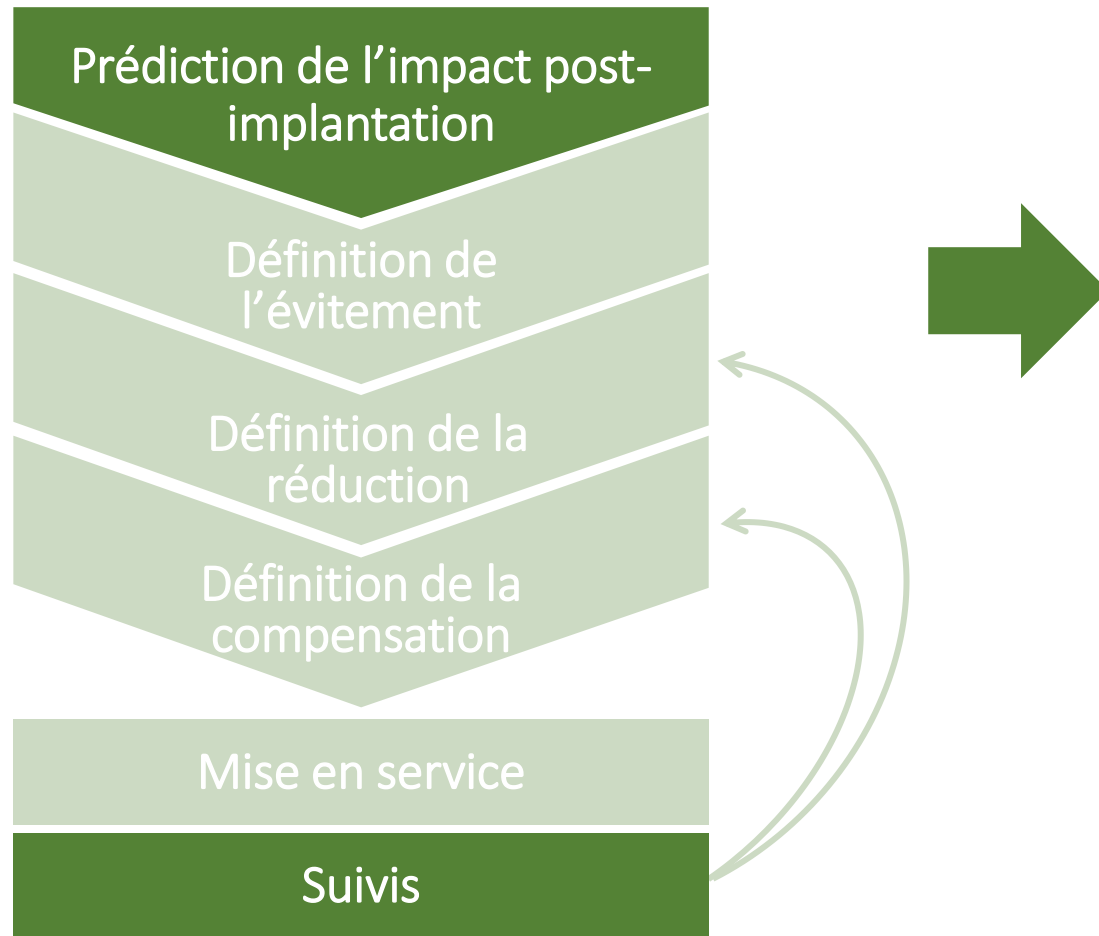 Prédiction de l’impact post-
implantation
Définition de
l’évitement
Définition de la
réduction
Définition de la
compensation
Mise en service
Suivis